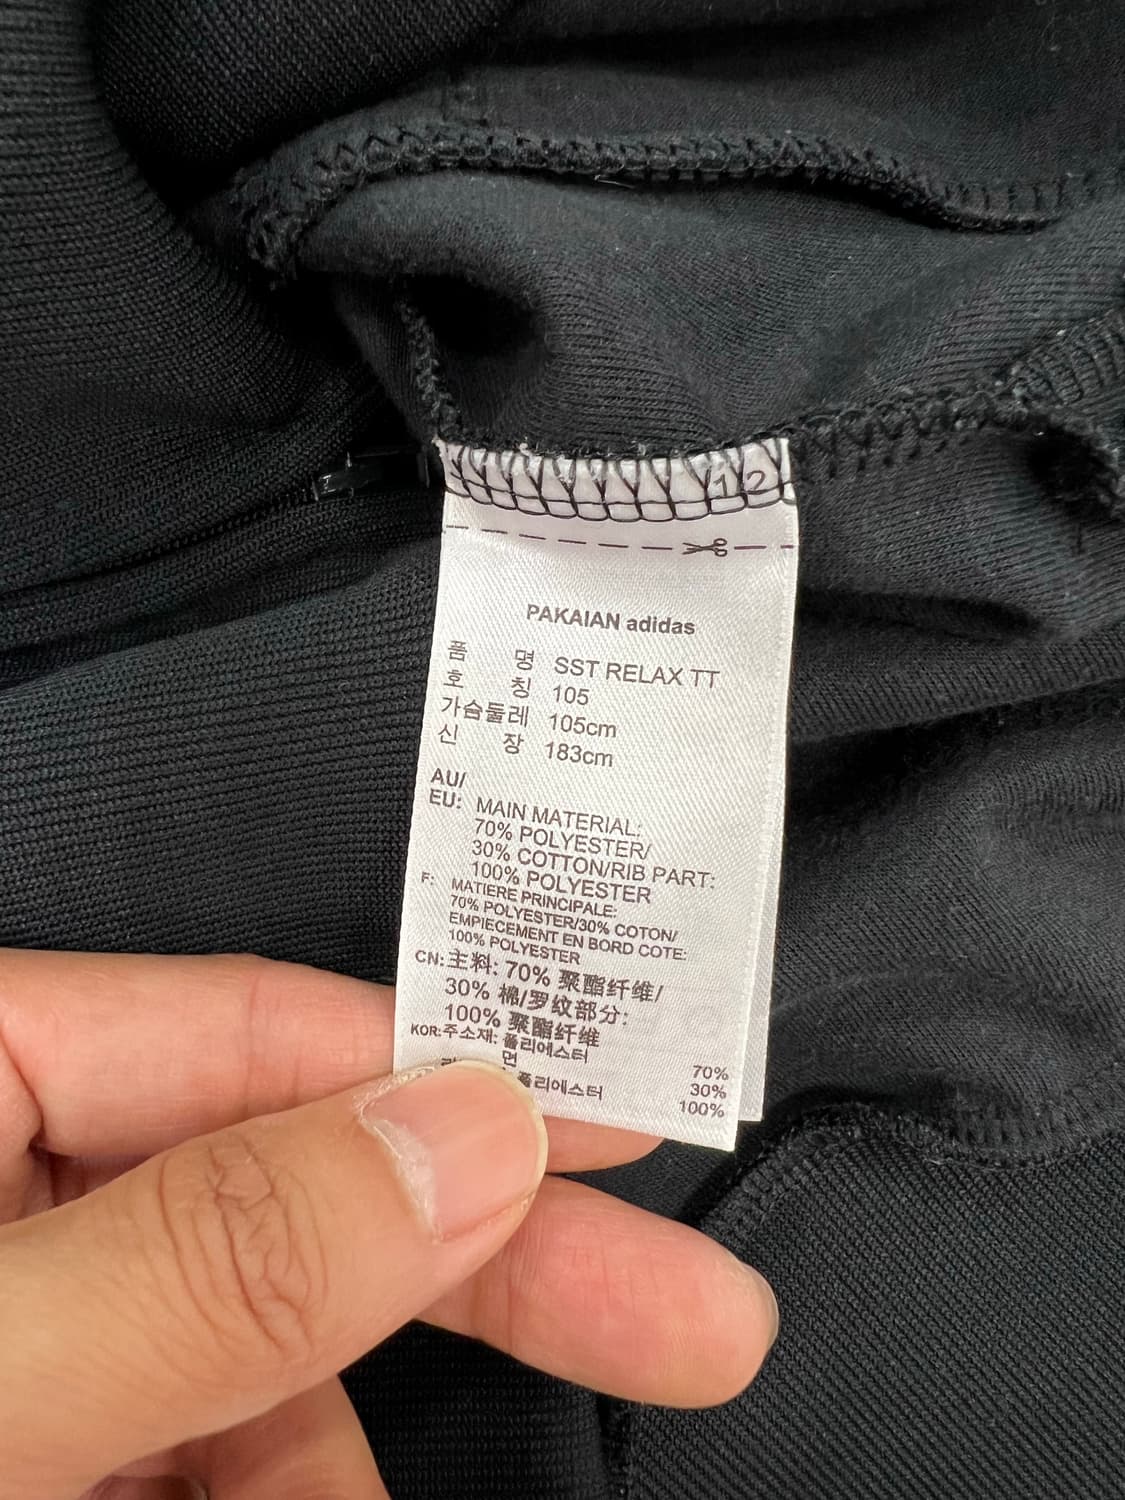 12
PAKAIAN adidas
품 명 SST RELAX TT
호 칭 105
가슴둘레 105cm
신 장 183cm
AU/
EU: MAIN MATERIAL:
70% POLYESTER/
30% COTTON/RIB PART:
100% POLYESTER
F: MATIERE PRINCIPALE:
70% POLYESTER/30% COTON/
EMPIECEMENT EN BORD COTE:
100% POLYESTER
CN:主料: 70% 聚酯纤维/
30% 棉/罗纹部分:
100% 聚酯纤维
KOR:주소재: 폴리에스터 70%
면 30%
폴리에스터 100%